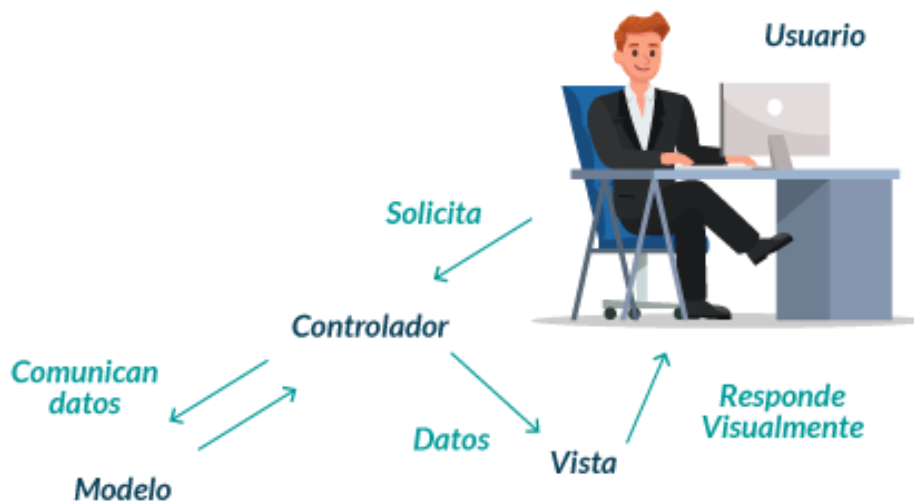 Usuario
Solicita
Controlador
Comunican
datos
Datos
Responde
Visualmente
Vista
Modelo